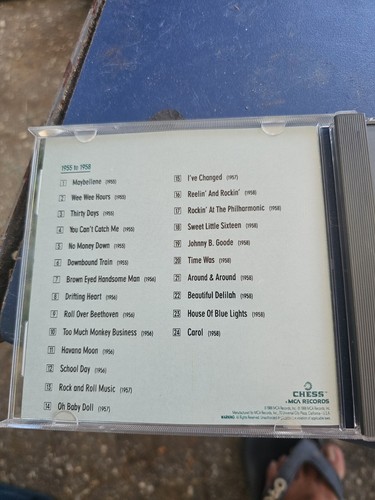 1955 to 1958
1 Maybellene (1955)
2 Wee Wee Hours (1955)
3 Thirty Days (1955)
4 You Can't Catch Me (1955)
5 No Money Down (1955)
6 Downbound Train (1955)
7 Brown Eyed Handsome Man (1956)
8 Drifting Heart (1956)
9 Roll Over Beethoven (1956)
10 Too Much Monkey Business (1956)
11 Havana Moon (1956)
12 School Day (1956)
13 Rock and Roll Music (1957)
14 Oh Baby Doll (1957)
15 I've Changed (1957)
16 Reelin' And Rockin' (1958)
17 Rockin' At The Philharmonic (1958)
18 Sweet Little Sixteen (1958)
19 Johnny B. Goode (1958)
20 Time Was (1958)
21 Around & Around (1958)
22 Beautiful Delilah (1958)
23 House Of Blue Lights (1958)
24 Carol (1958)
CHESS
MCA RECORDS